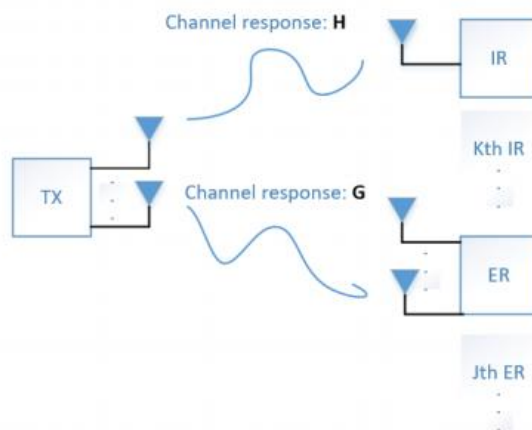 Channel response: H
IR
Kth IR
TX
Channel response: G
ER
Jth ER